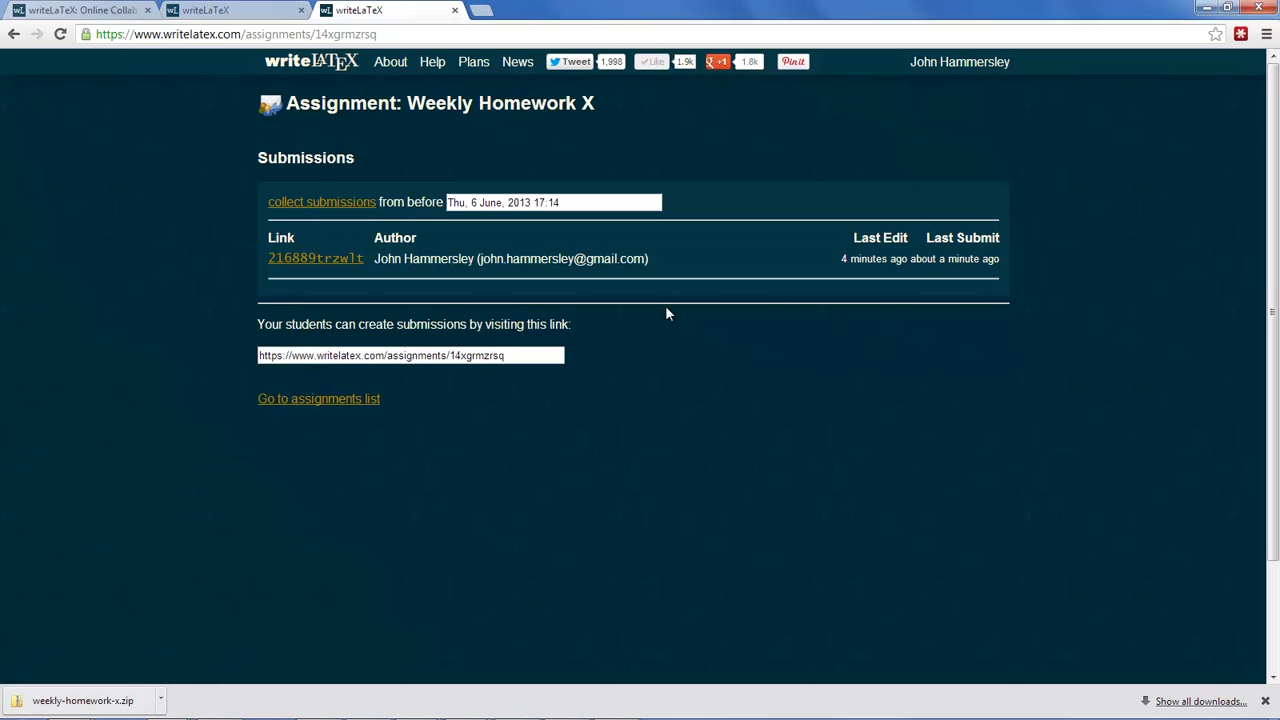 writeLaTeX: Online Collab
writeLaTeX
writeLaTeX
https://www.writelatex.com/assignments/14xgrmzrsq
writeLATEX About Help Plans News Tweet 1,998 Like 1.9k +1 1.8k Pin it John Hammersley
Assignment: Weekly Homework X
Submissions
collect submissions from before Thu, 6 June, 2013 17:14
Link Author Last Edit Last Submit
216889trzwlt John Hammersley (john.hammersley@gmail.com) 4 minutes ago about a minute ago
Your students can create submissions by visiting this link:
https://www.writelatex.com/assignments/14xgrmzrsq
Go to assignments list
weekly-homework-x.zip Show all downloads...